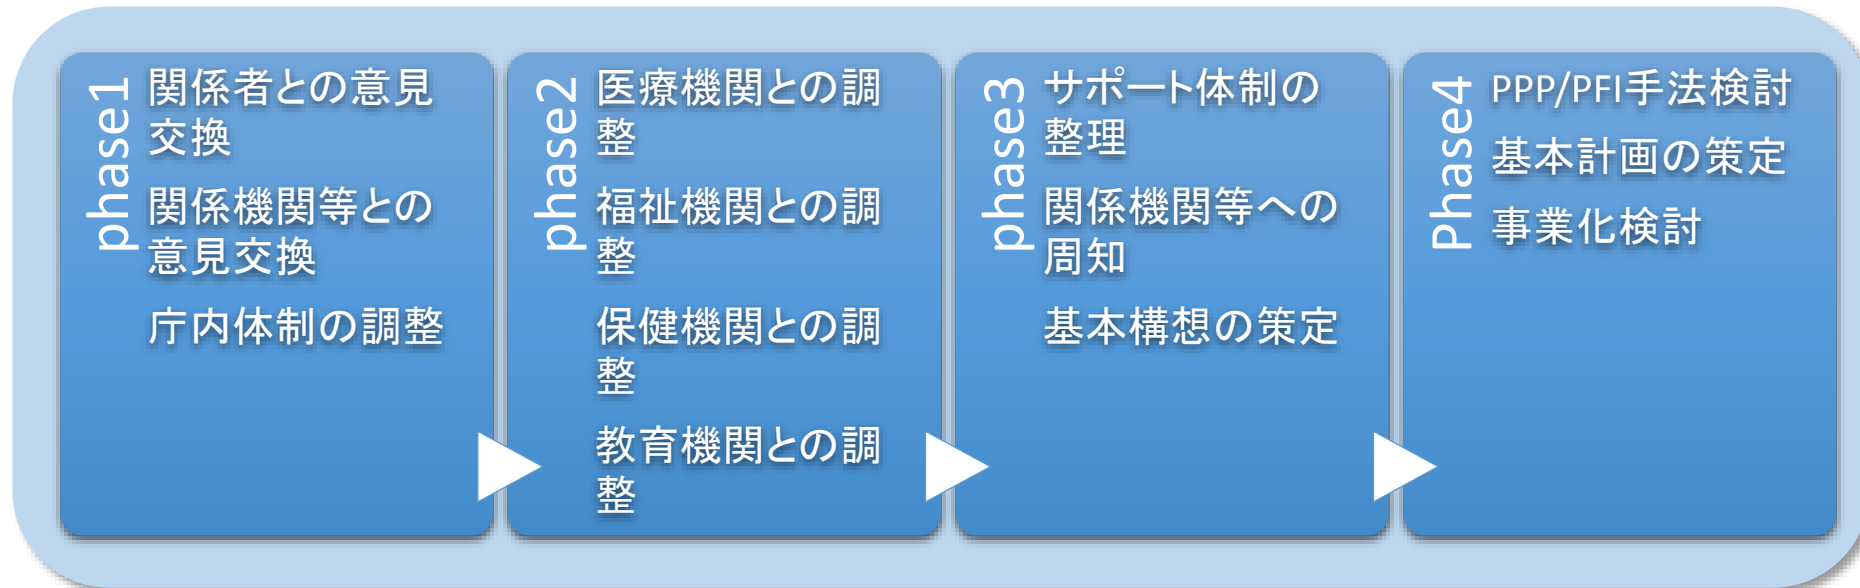 phase1
関係者との意見
交換
関係機関等との
意見交換
庁内体制の調整
phase2
医療機関との調
整
福祉機関との調
整
保健機関との調
整
教育機関との調
整
phase3
サポート体制の
整理
関係機関等への
周知
基本構想の策定
Phase4
PPP/PFI手法検討
基本計画の策定
事業化検討